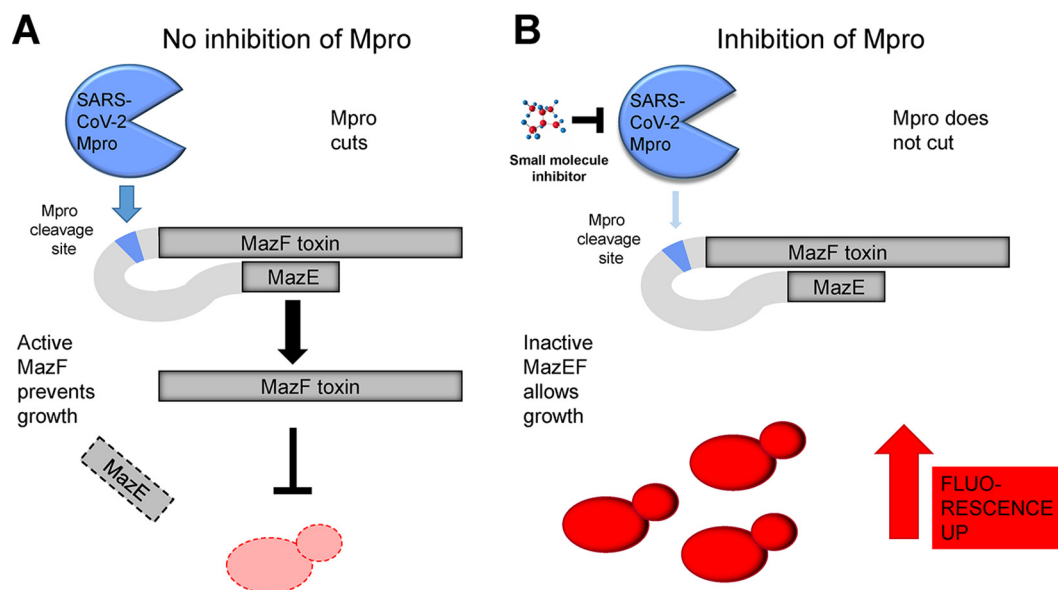 A
No inhibition of Mpro
SARS-
CoV-2
Mpro
Mpro
cuts
Mpro
cleavage
site
MazF toxin
MazE
Active
MazF
prevents
growth
MazF toxin
MazE
B
Inhibition of Mpro
Small molecule
inhibitor
SARS-
CoV-2
Mpro
Mpro does
not cut
Mpro
cleavage
site
MazF toxin
MazE
Inactive
MazEF
allows
growth
FLUO-
RESCENCE
UP